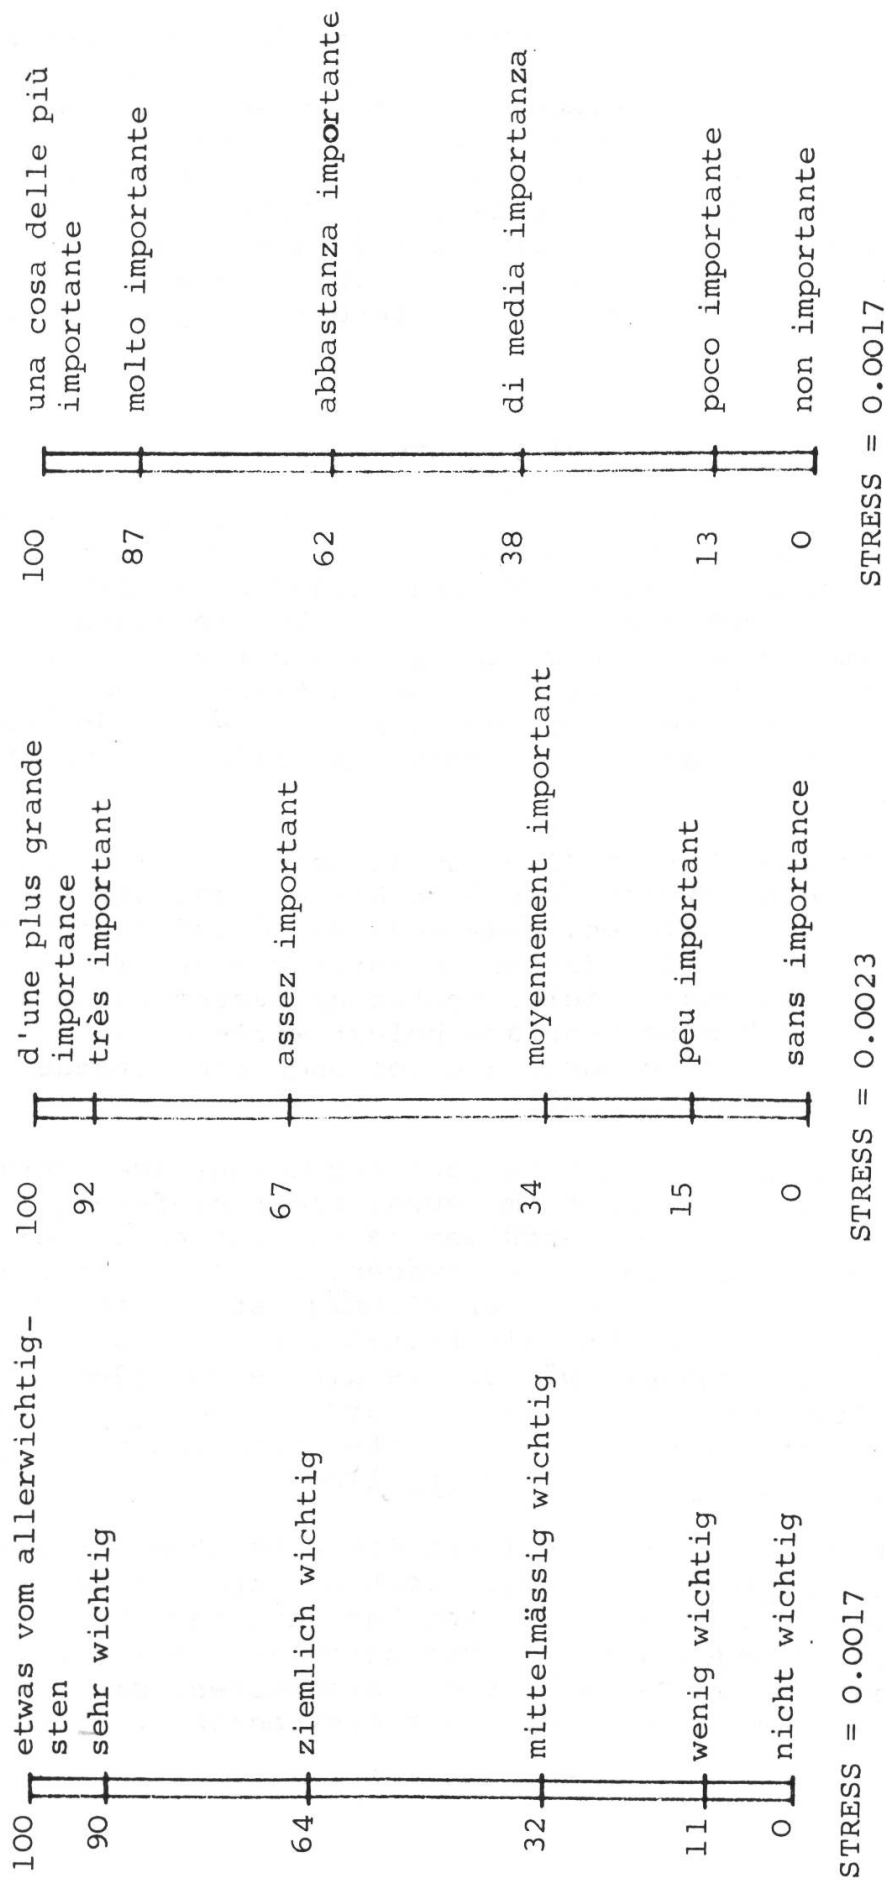 100 etwas vom allerwichtig-
sten
90 sehr wichtig
64 ziemlich wichtig
32 mittelmässig wichtig
11 wenig wichtig
0 nicht wichtig
STRESS = 0.0017
100 d'une plus grande
importance
92 très important
67 assez important
34 moyennement important
15 peu important
0 sans importance
STRESS = 0.0023
100 una cosa delle più
importante
87 molto importante
62 abbastanza importante
38 di media importanza
13 poco importante
0 non importante
STRESS = 0.0017